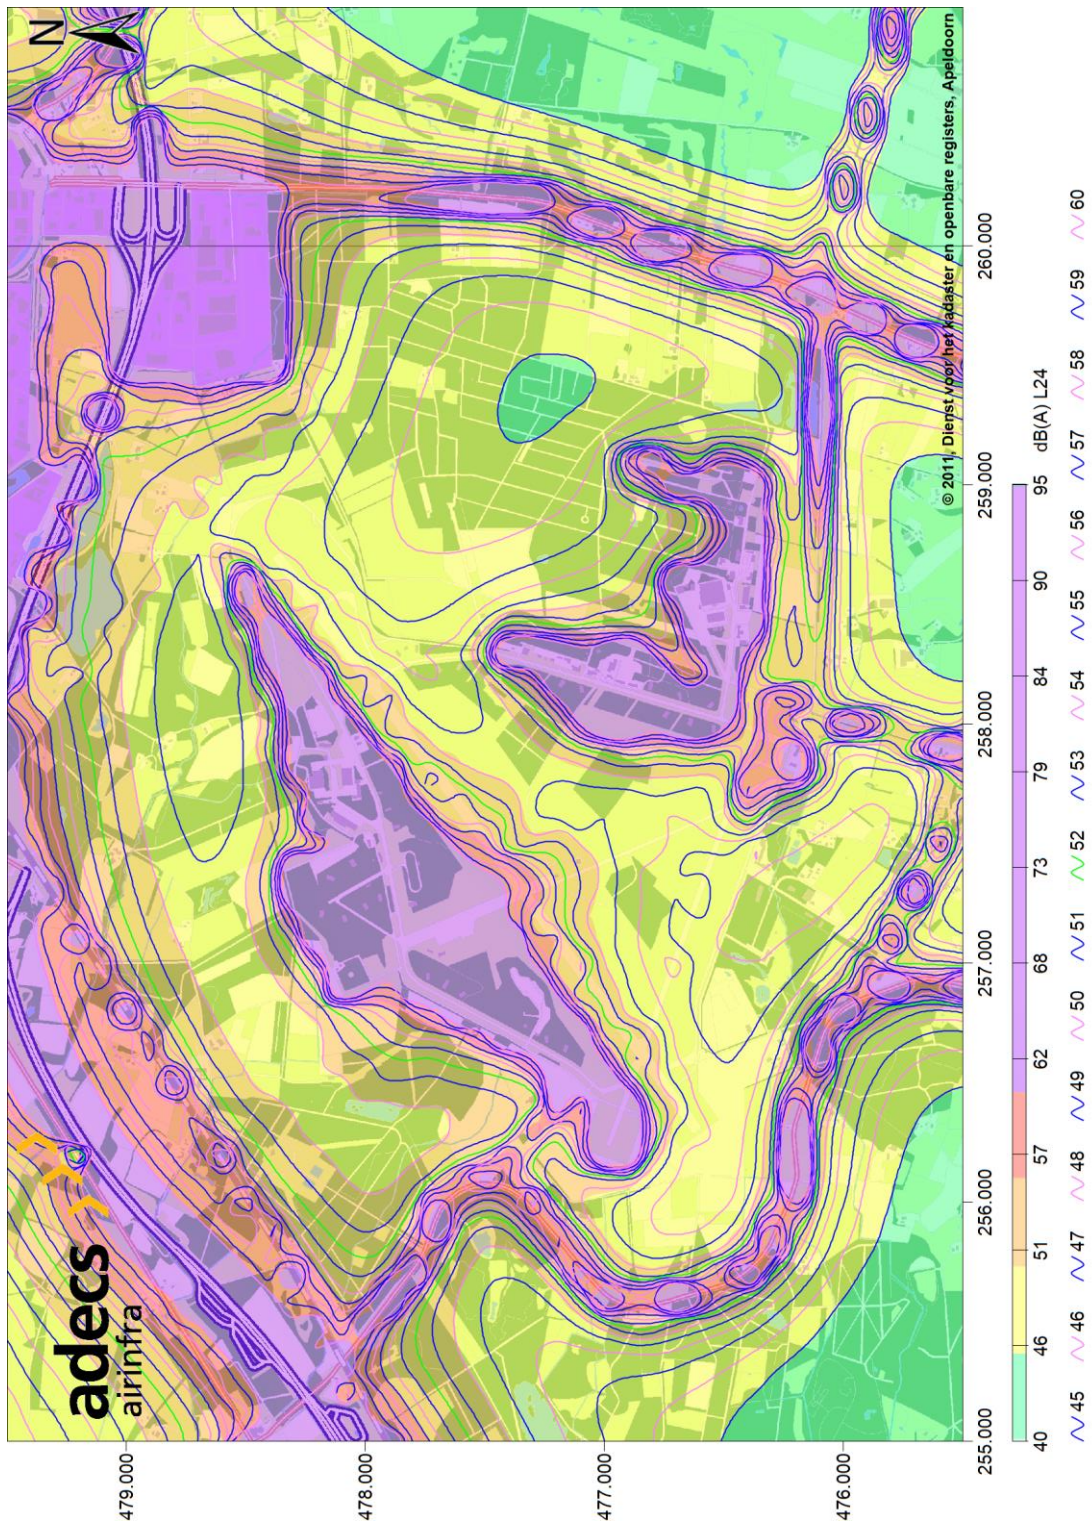 N
adecs
airinfra
© 2011, Dienst voor het kadaster en openbare registers, Apeldoorn
479.000
478.000
477.000
476.000
255.000
256.000
257.000
258.000
259.000
260.000
dB(A) L24
40 46 51 57 62 68 73 79 84 90 95
45 46 47 48 49 50 51 52 53 54 55 56 57 58 59 60